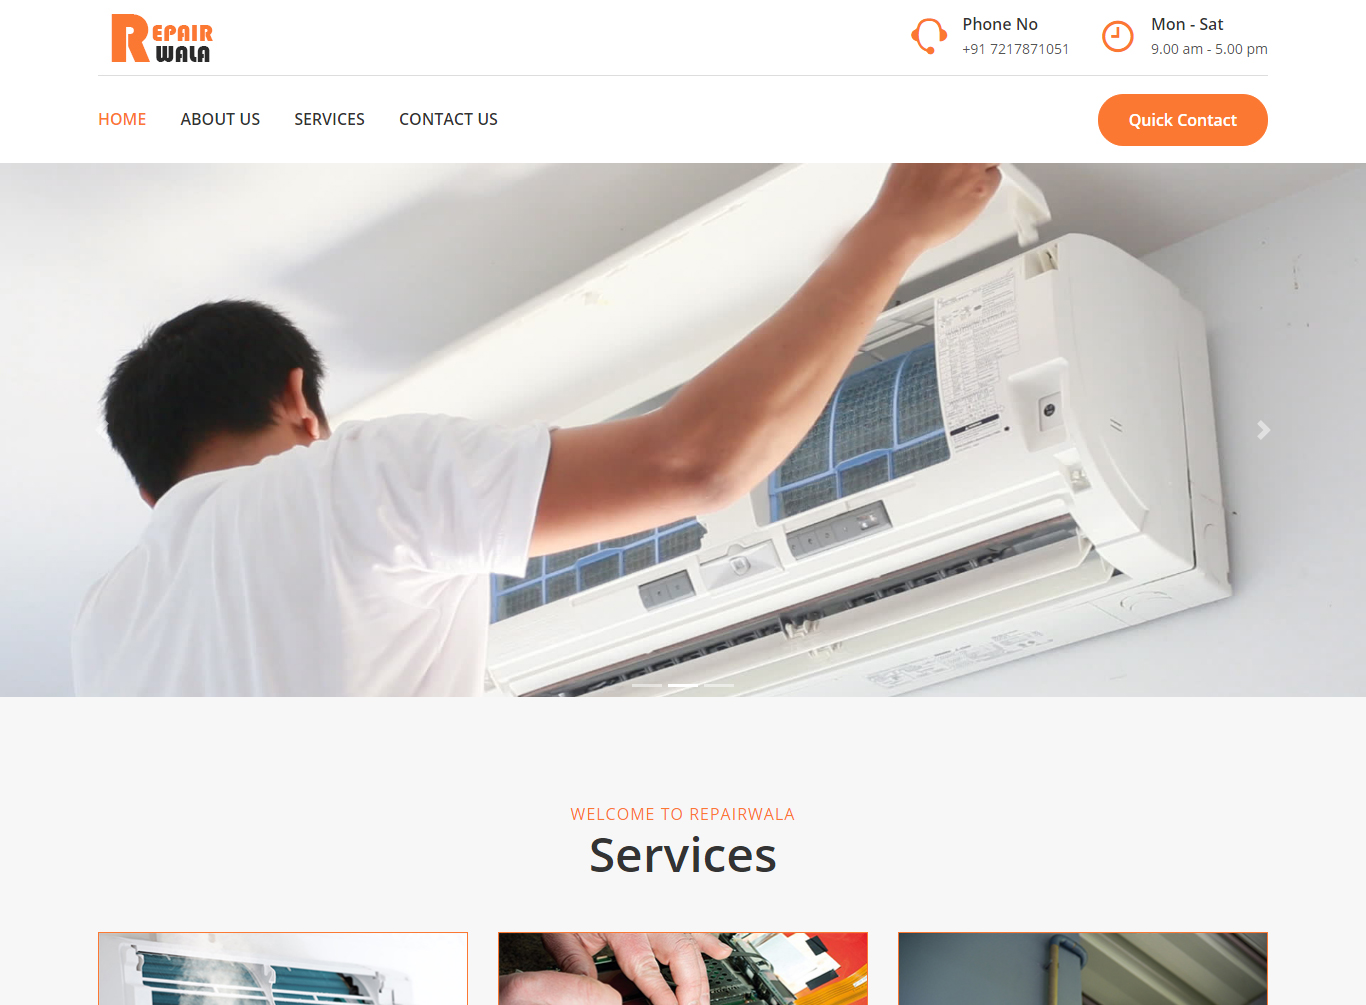 REPAIR
WALA
Phone No
+91 7217871051
Mon - Sat
9.00 am - 5.00 pm
HOME
ABOUT US
SERVICES
CONTACT US
Quick Contact
WELCOME TO REPAIRWALA
Services